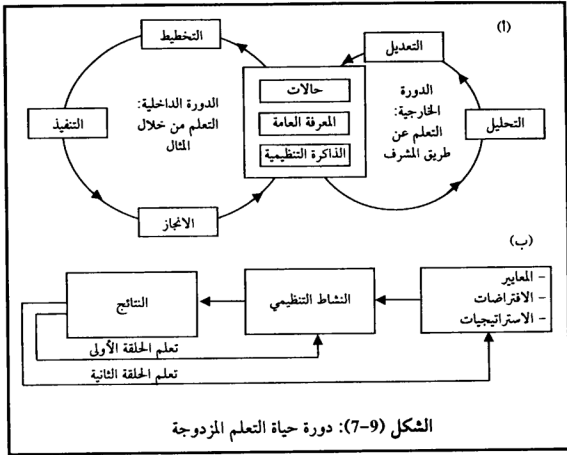 (أ)
التعديل
الدورة
الخارجية:
التعلم عن
طريق المشرف
التحليل
حالات
المعرفة العامة
الذاكرة التنظيمية
التخطيط
الدورة الداخلية:
التعلم من خلال
المثال
التنفيذ
الانجاز
(ب)
– المعايير
– الافتراضات
– الاستراتيجيات
النشاط التنظيمي
النتائج
تعلم الحلقة الأولى
تعلم الحلقة الثانية
الشكل (9-7): دورة حياة التعلم المزدوجة